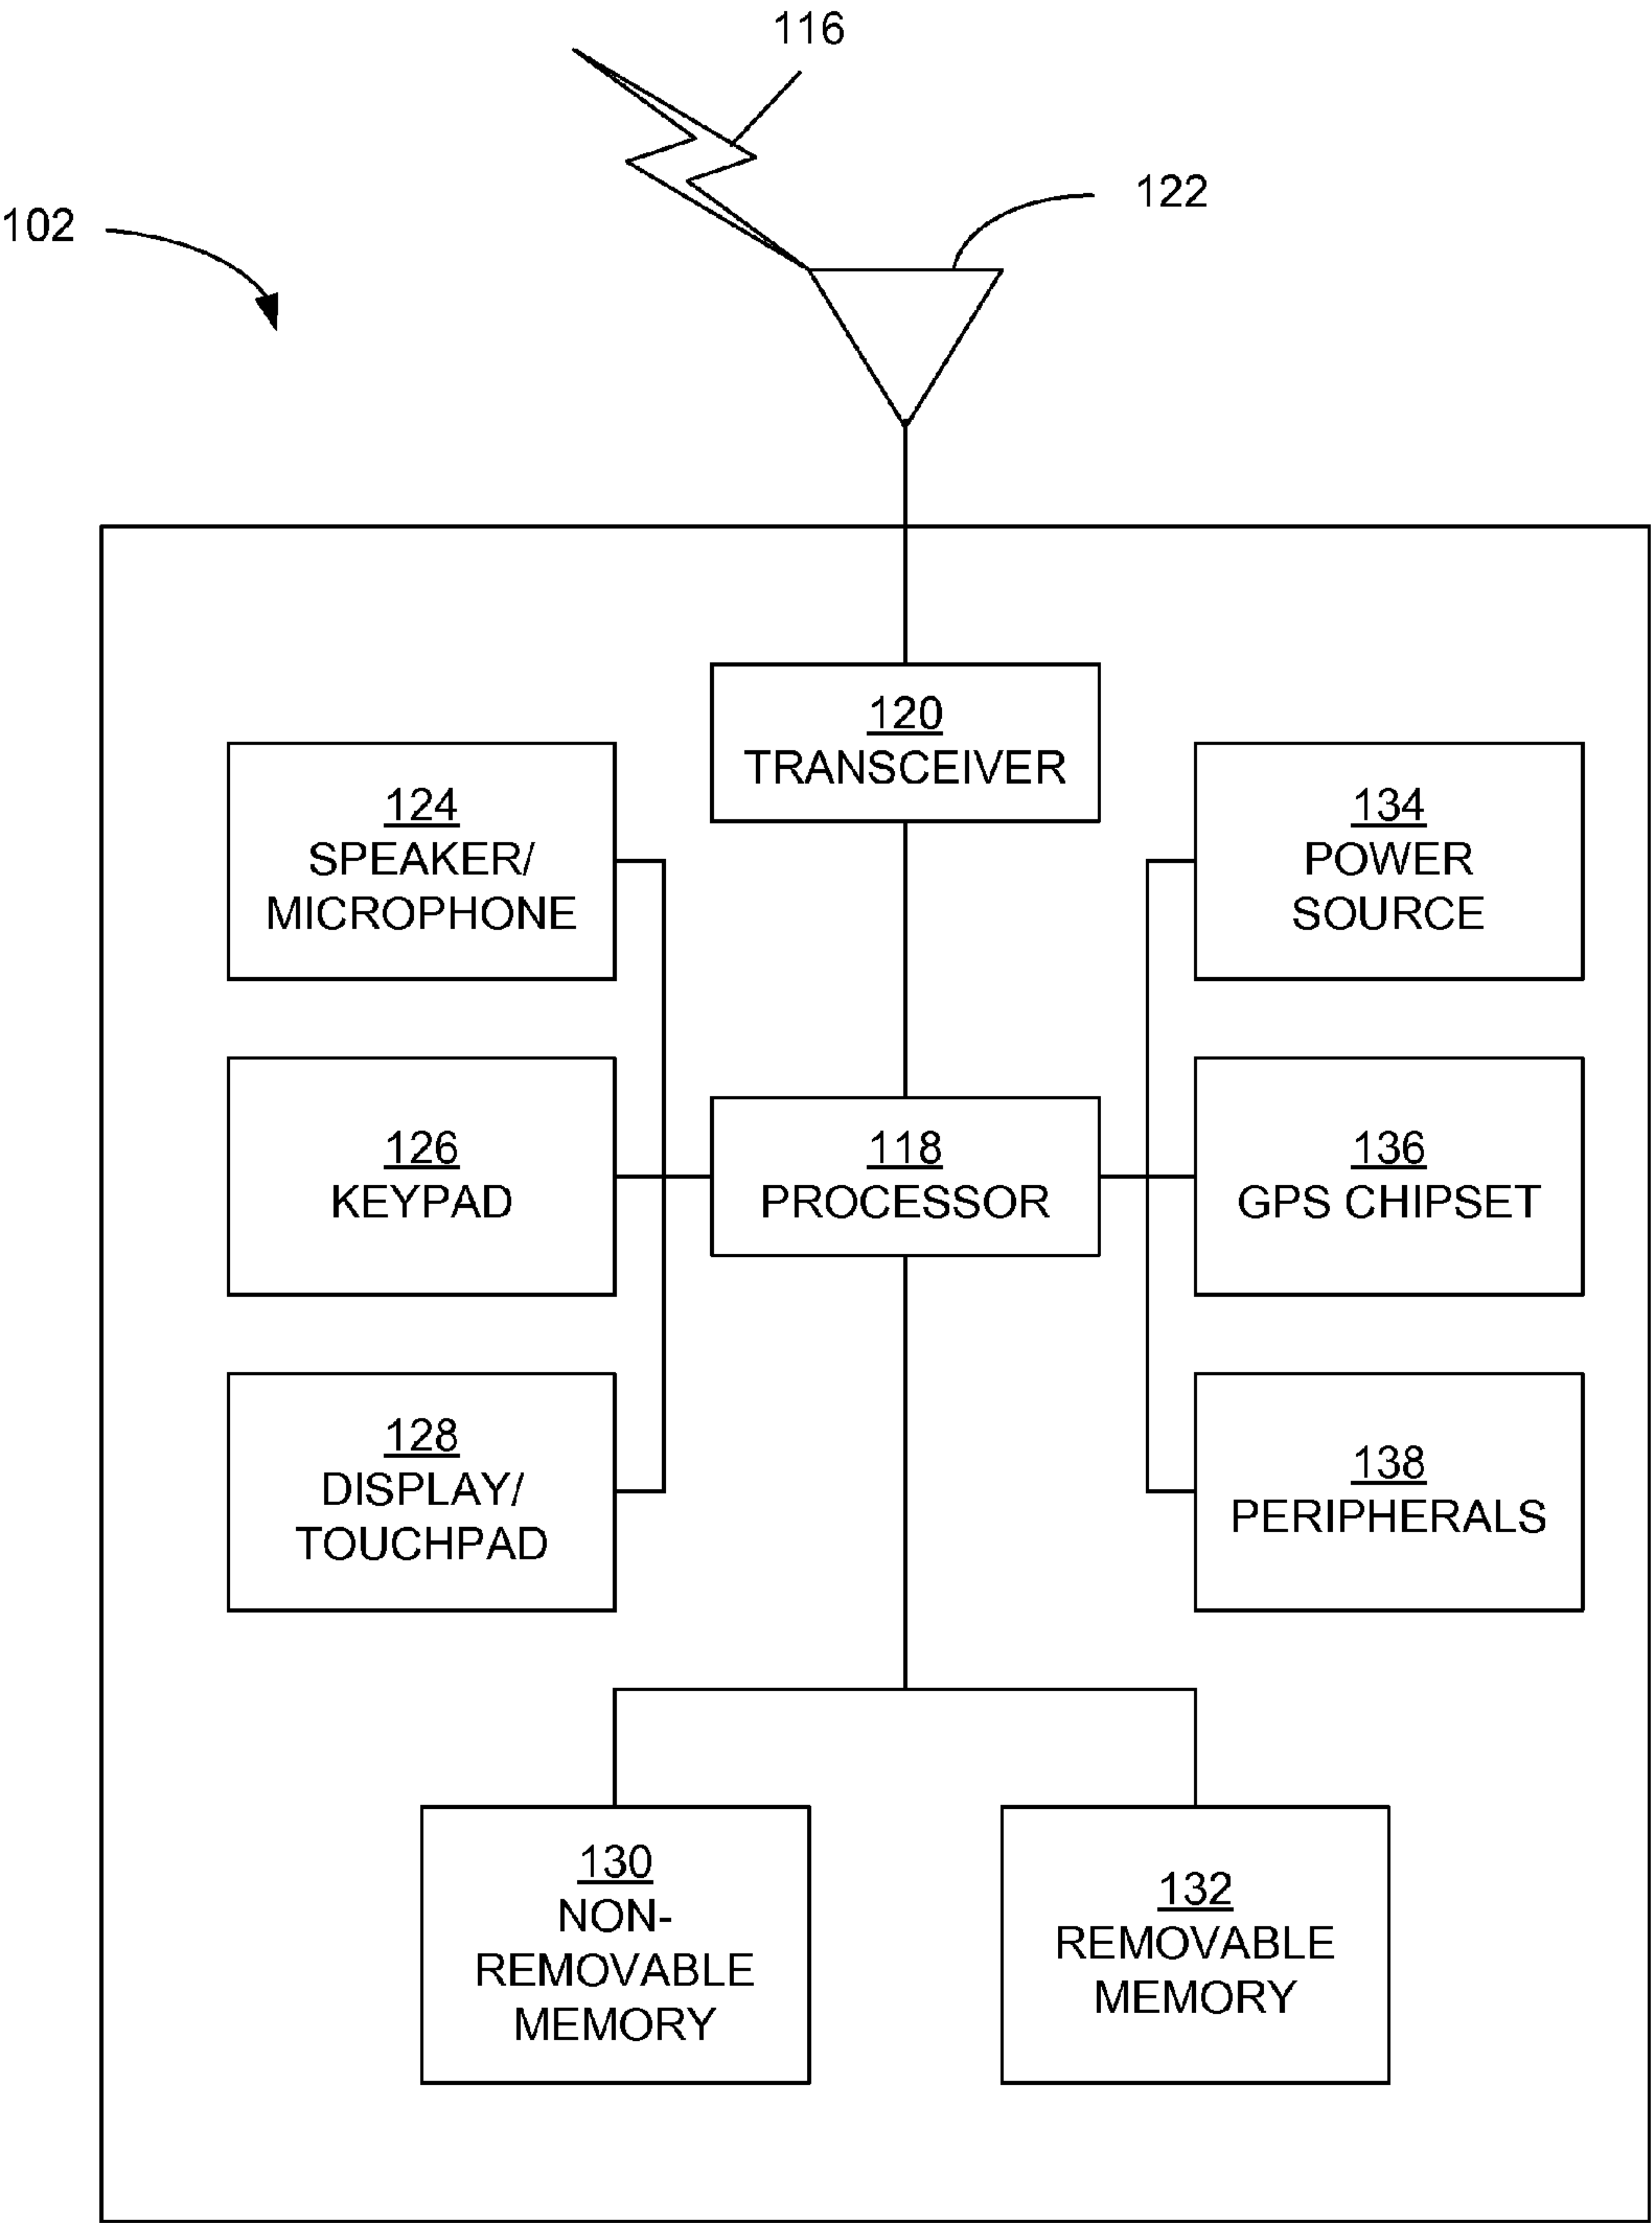 116
122
102
120
TRANSCEIVER
124
SPEAKER/
MICROPHONE
134
POWER
SOURCE
126
KEYPAD
118
PROCESSOR
136
GPS CHIPSET
128
DISPLAY/
TOUCHPAD
138
PERIPHERALS
130
NON-
REMOVABLE
MEMORY
132
REMOVABLE
MEMORY